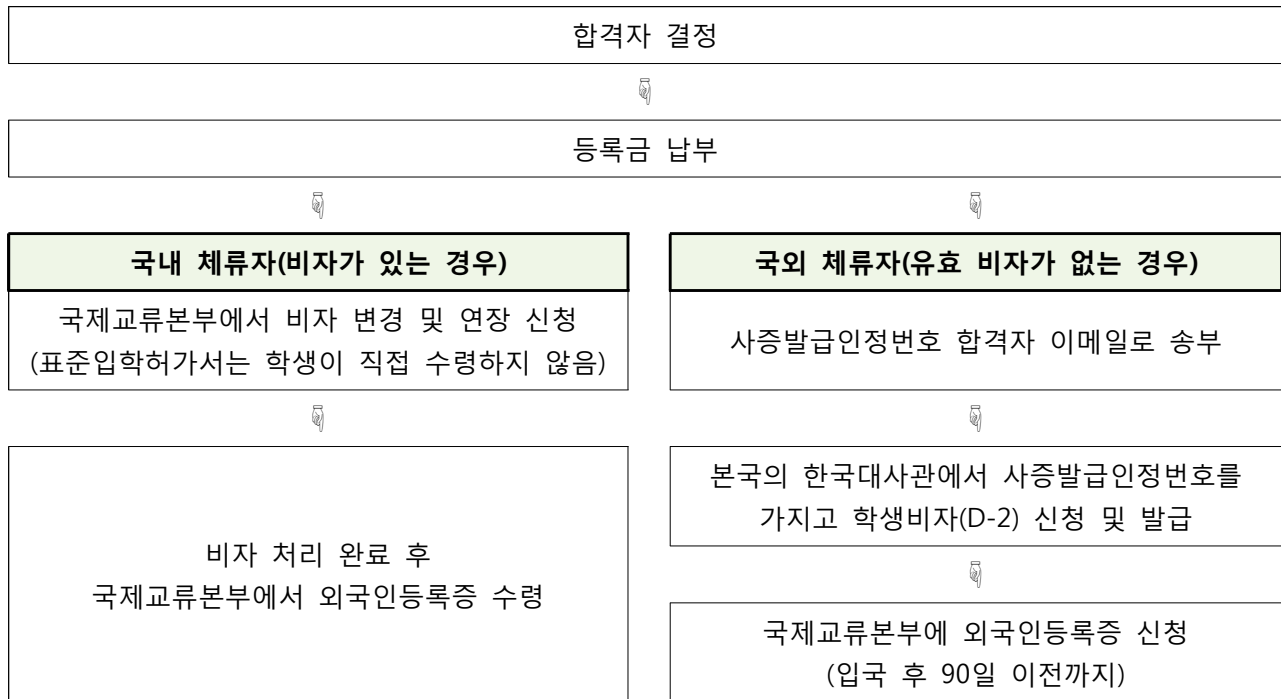 합격자 결정
☟
등록금 납부
☟
☟
국내 체류자(비자가 있는 경우)
국제교류본부에서 비자 변경 및 연장 신청
(표준입학허가서는 학생이 직접 수령하지 않음)
☟
비자 처리 완료 후
국제교류본부에서 외국인등록증 수령
국외 체류자(유효 비자가 없는 경우)
사증발급인정번호 합격자 이메일로 송부
☟
본국의 한국대사관에서 사증발급인정번호를
가지고 학생비자(D-2) 신청 및 발급
☟
국제교류본부에 외국인등록증 신청
(입국 후 90일 이전까지)